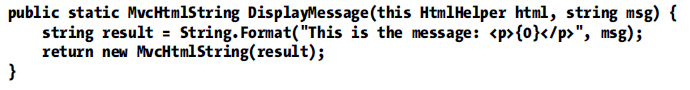 public static MvcHtmlString DisplayMessage(this HtmlHelper html, string msg) {
    string result = String.Format("This is the message: <p>{0}</p>", msg);
    return new MvcHtmlString(result);
}